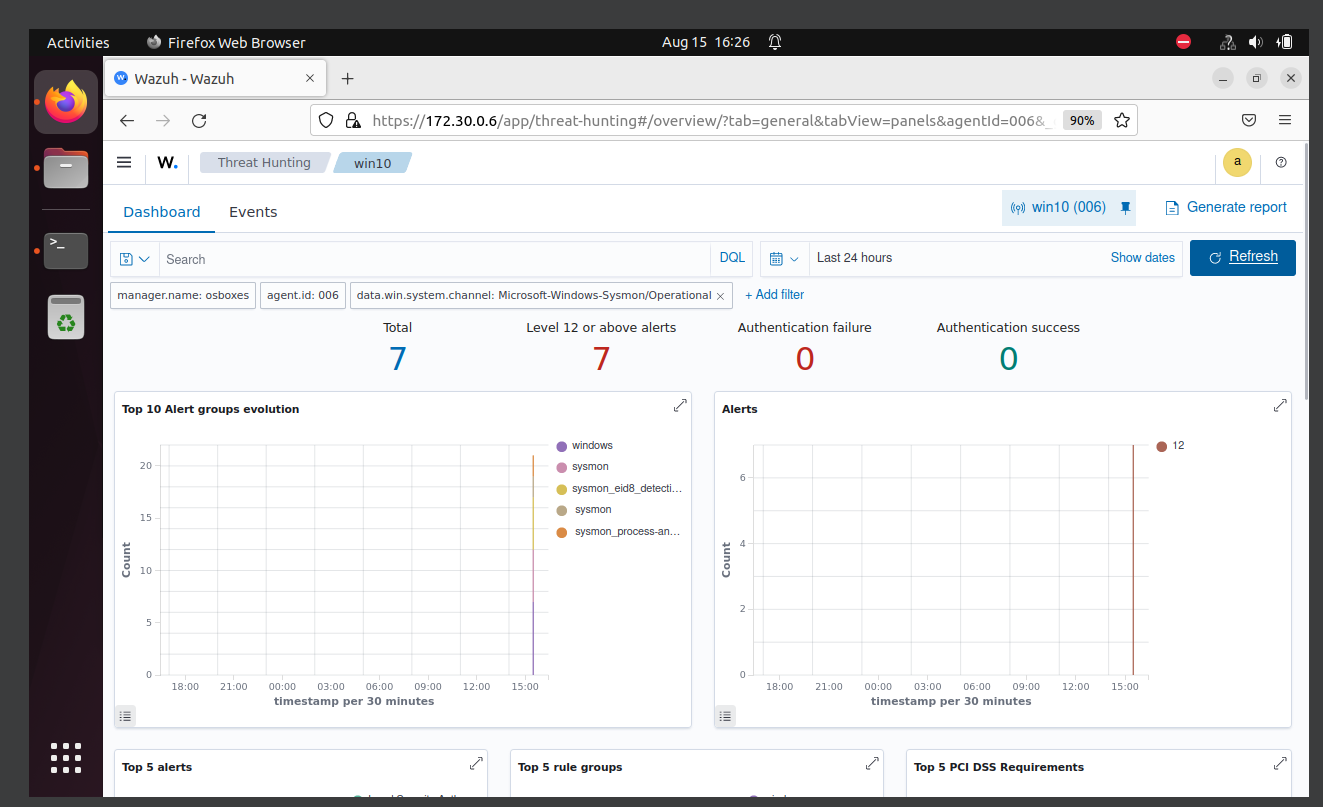 Activities Firefox Web Browser Aug 15 16:26
Wazuh - Wazuh
https://172.30.0.6/app/threat-hunting#/overview/?tab=general&tabView=panels&agentId=006&_ 90%
W. Threat Hunting win10 a
Dashboard Events win10 (006) Generate report
Search DQL Last 24 hours Show dates Refresh
manager.name: osboxes agent.id: 006 data.win.system.channel: Microsoft-Windows-Sysmon/Operational + Add filter
Total Level 12 or above alerts Authentication failure Authentication success
7 7 0 0
Top 10 Alert groups evolution
windows
sysmon
sysmon_eid8_detecti...
sysmon
sysmon_process-an...
20
15
10
5
0
Count
18:00 21:00 00:00 03:00 06:00 09:00 12:00 15:00
timestamp per 30 minutes
Alerts
12
6
4
2
0
Count
18:00 21:00 00:00 03:00 06:00 09:00 12:00 15:00
timestamp per 30 minutes
Top 5 alerts Top 5 rule groups Top 5 PCI DSS Requirements